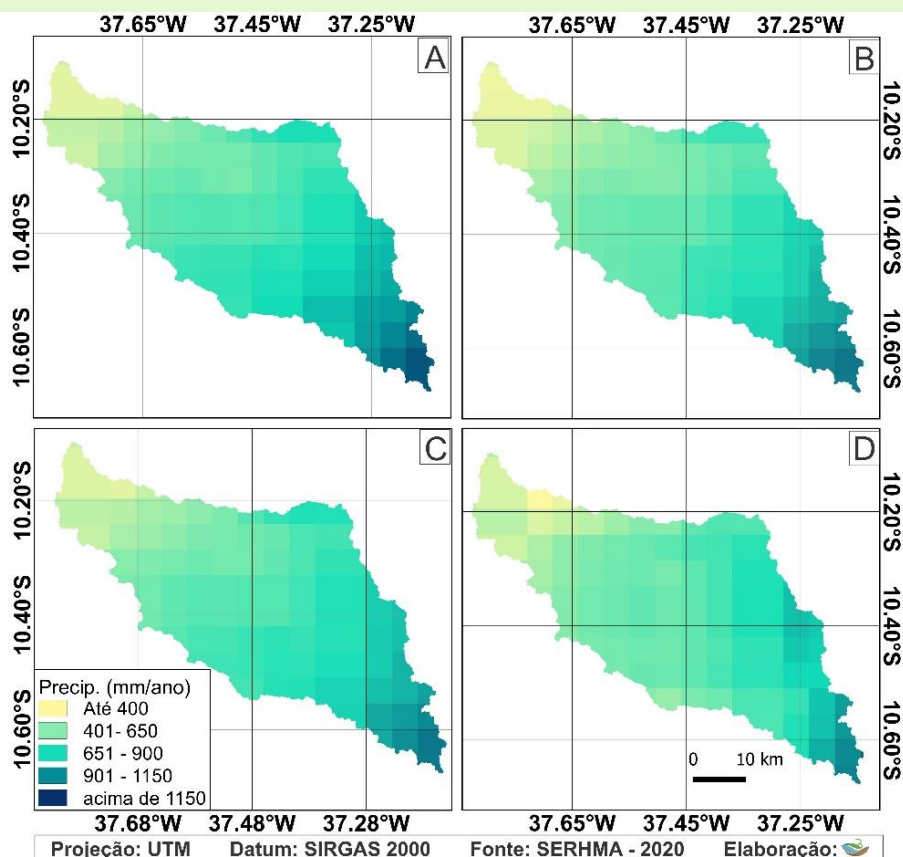 37.65°W 37.45°W 37.25°W
37.65°W 37.45°W 37.25°W
A
B
10.20°S
10.40°S
10.60°S
10.20°S
10.40°S
10.60°S
C
D
10.20°S
10.40°S
10.60°S
10.20°S
10.40°S
10.60°S
Precip. (mm/ano)
Até 400
401- 650
651 - 900
901 - 1150
acima de 1150
0 10 km
37.68°W 37.48°W 37.28°W
37.65°W 37.45°W 37.25°W
Projeção: UTM Datum: SIRGAS 2000 Fonte: SERHMA - 2020 Elaboração: